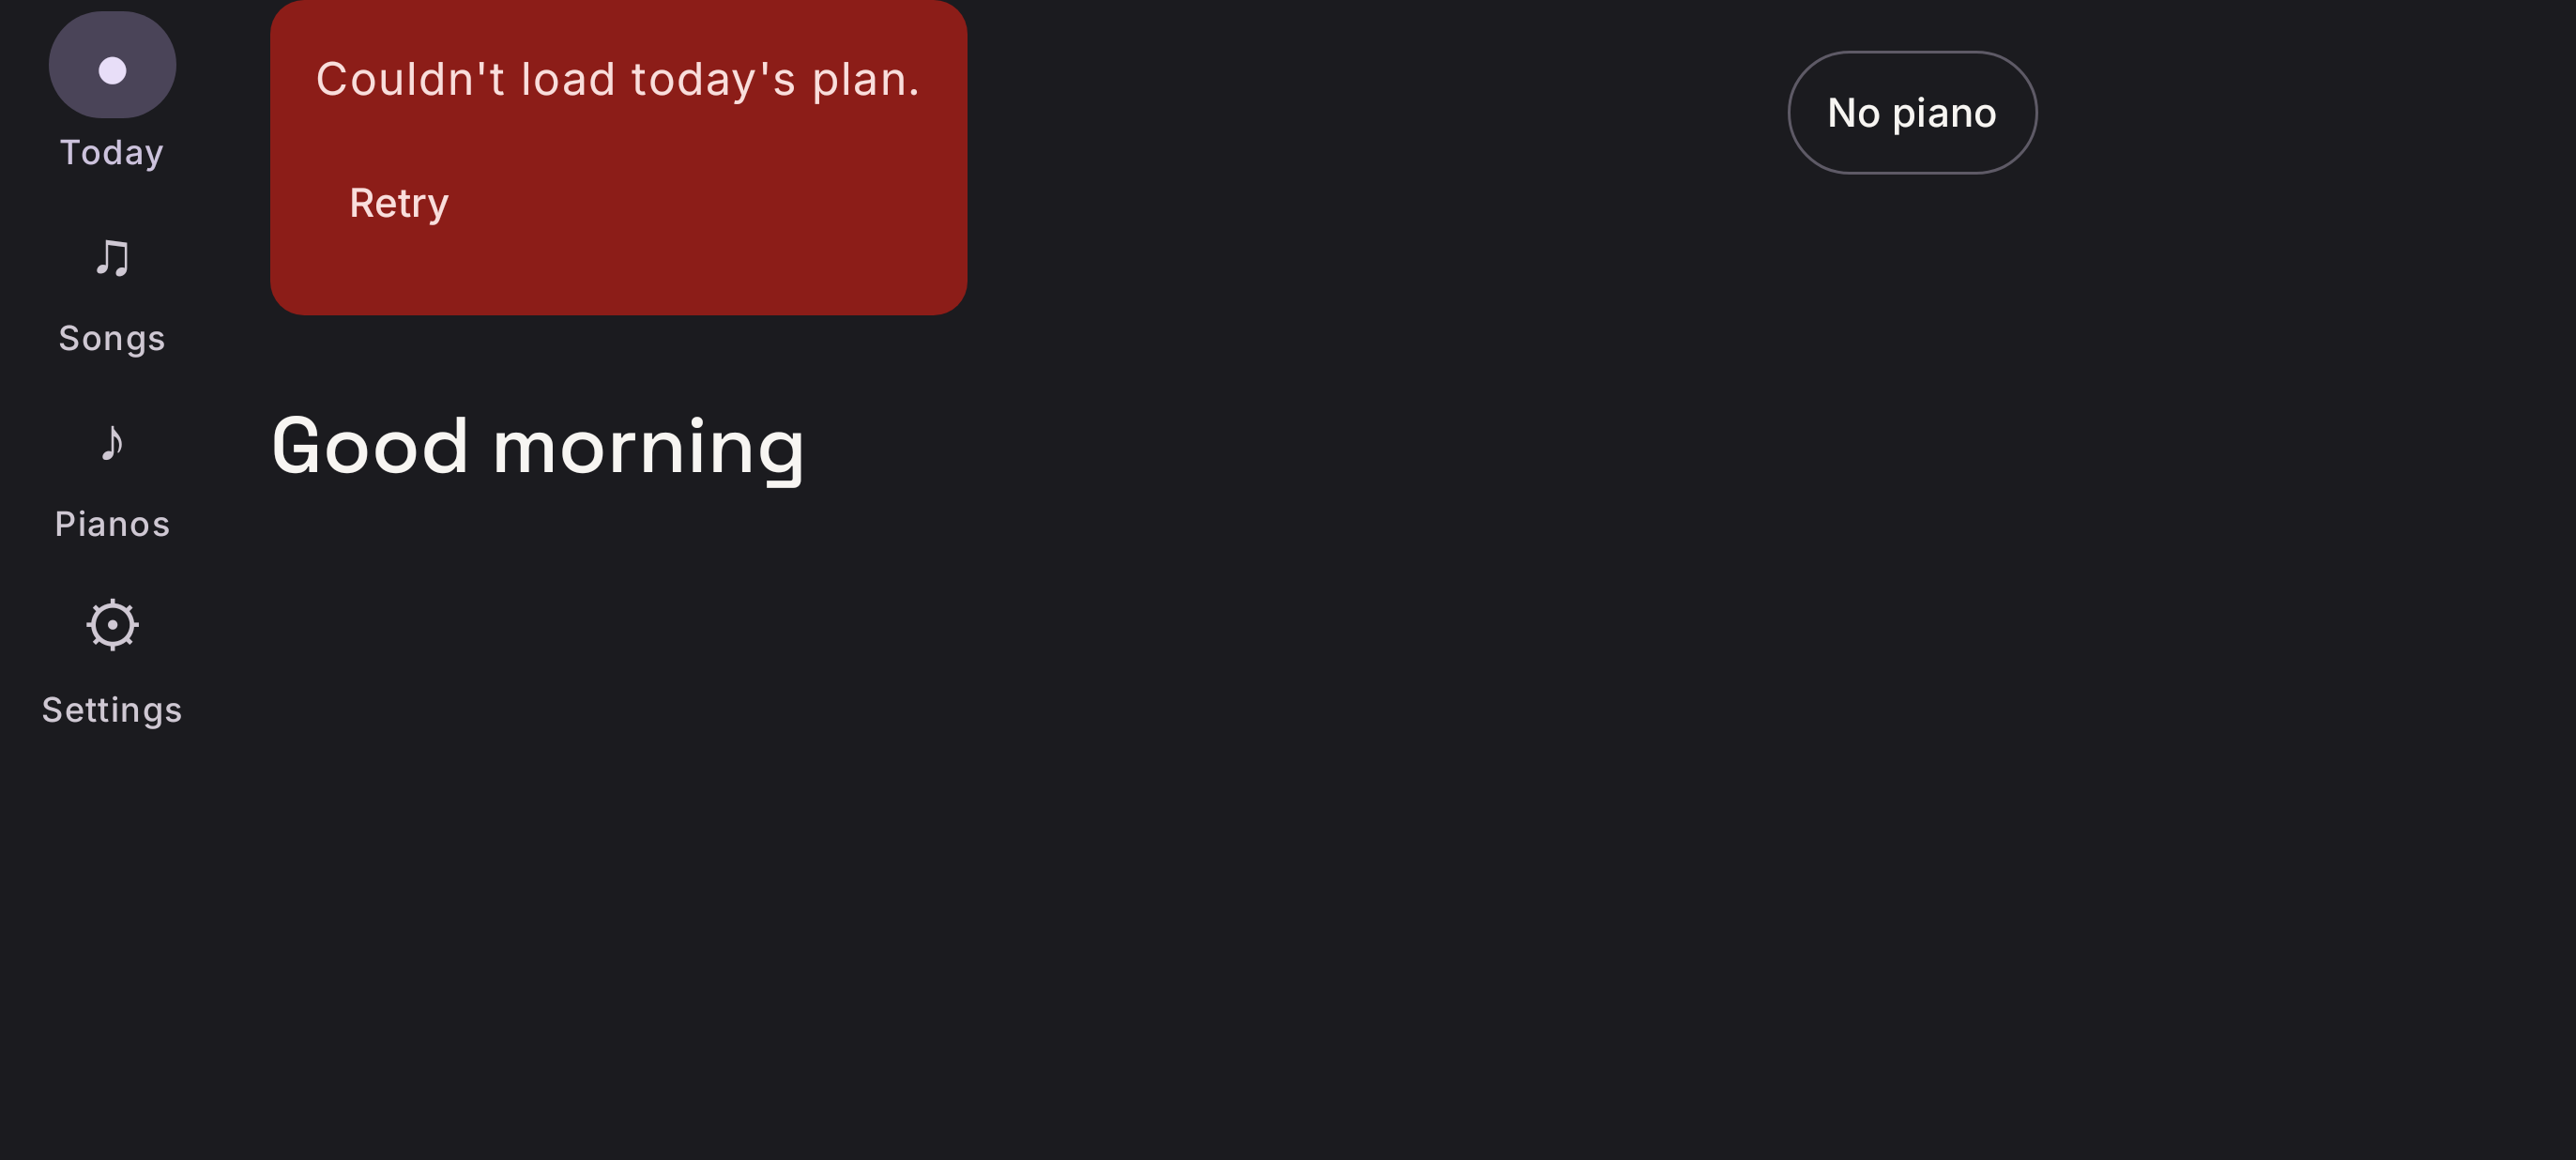 Today
Songs
Pianos
Settings
Couldn't load today's plan.
Retry
Good morning
No piano